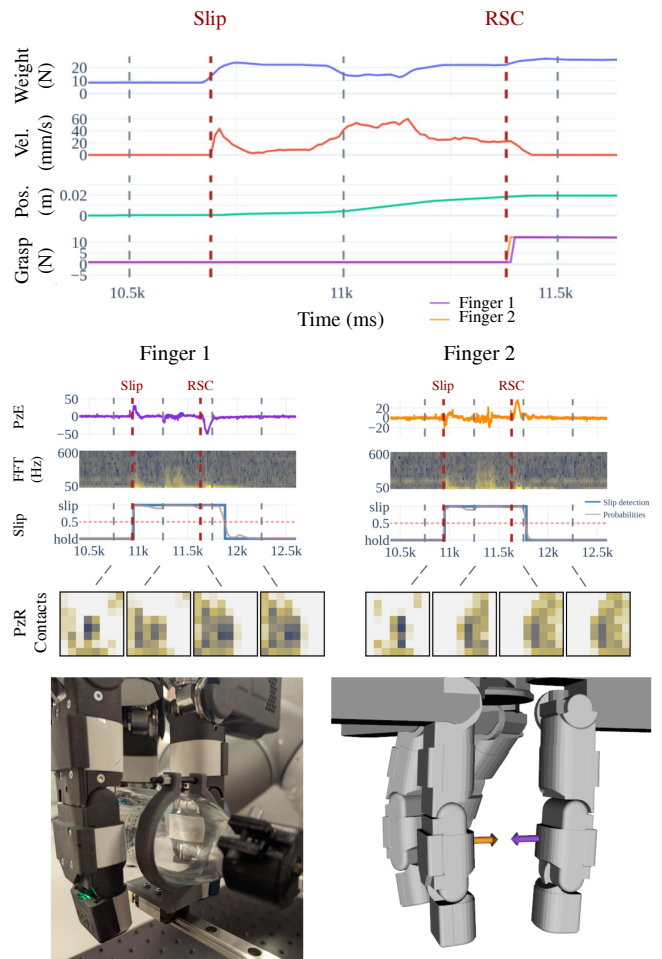 Slip RSC
Weight
(N)
20
10
0
Vel.
(mm/s)
60
40
20
0
Pos.
(m)
0.02
0
Grasp
(N)
10
5
0
−5
10.5k 11k 11.5k
Time (ms)
Finger 1
Finger 2
Finger 1 Finger 2
Slip RSC Slip RSC
PzE
50
0
−50
20
0
−20
FFT
(Hz)
600
50
600
50
Slip
slip
0.5
hold
slip
0.5
hold
Slip detection
Probabilities
10.5k 11k 11.5k 12k 12.5k
10.5k 11k 11.5k 12k 12.5k
PzR
Contacts